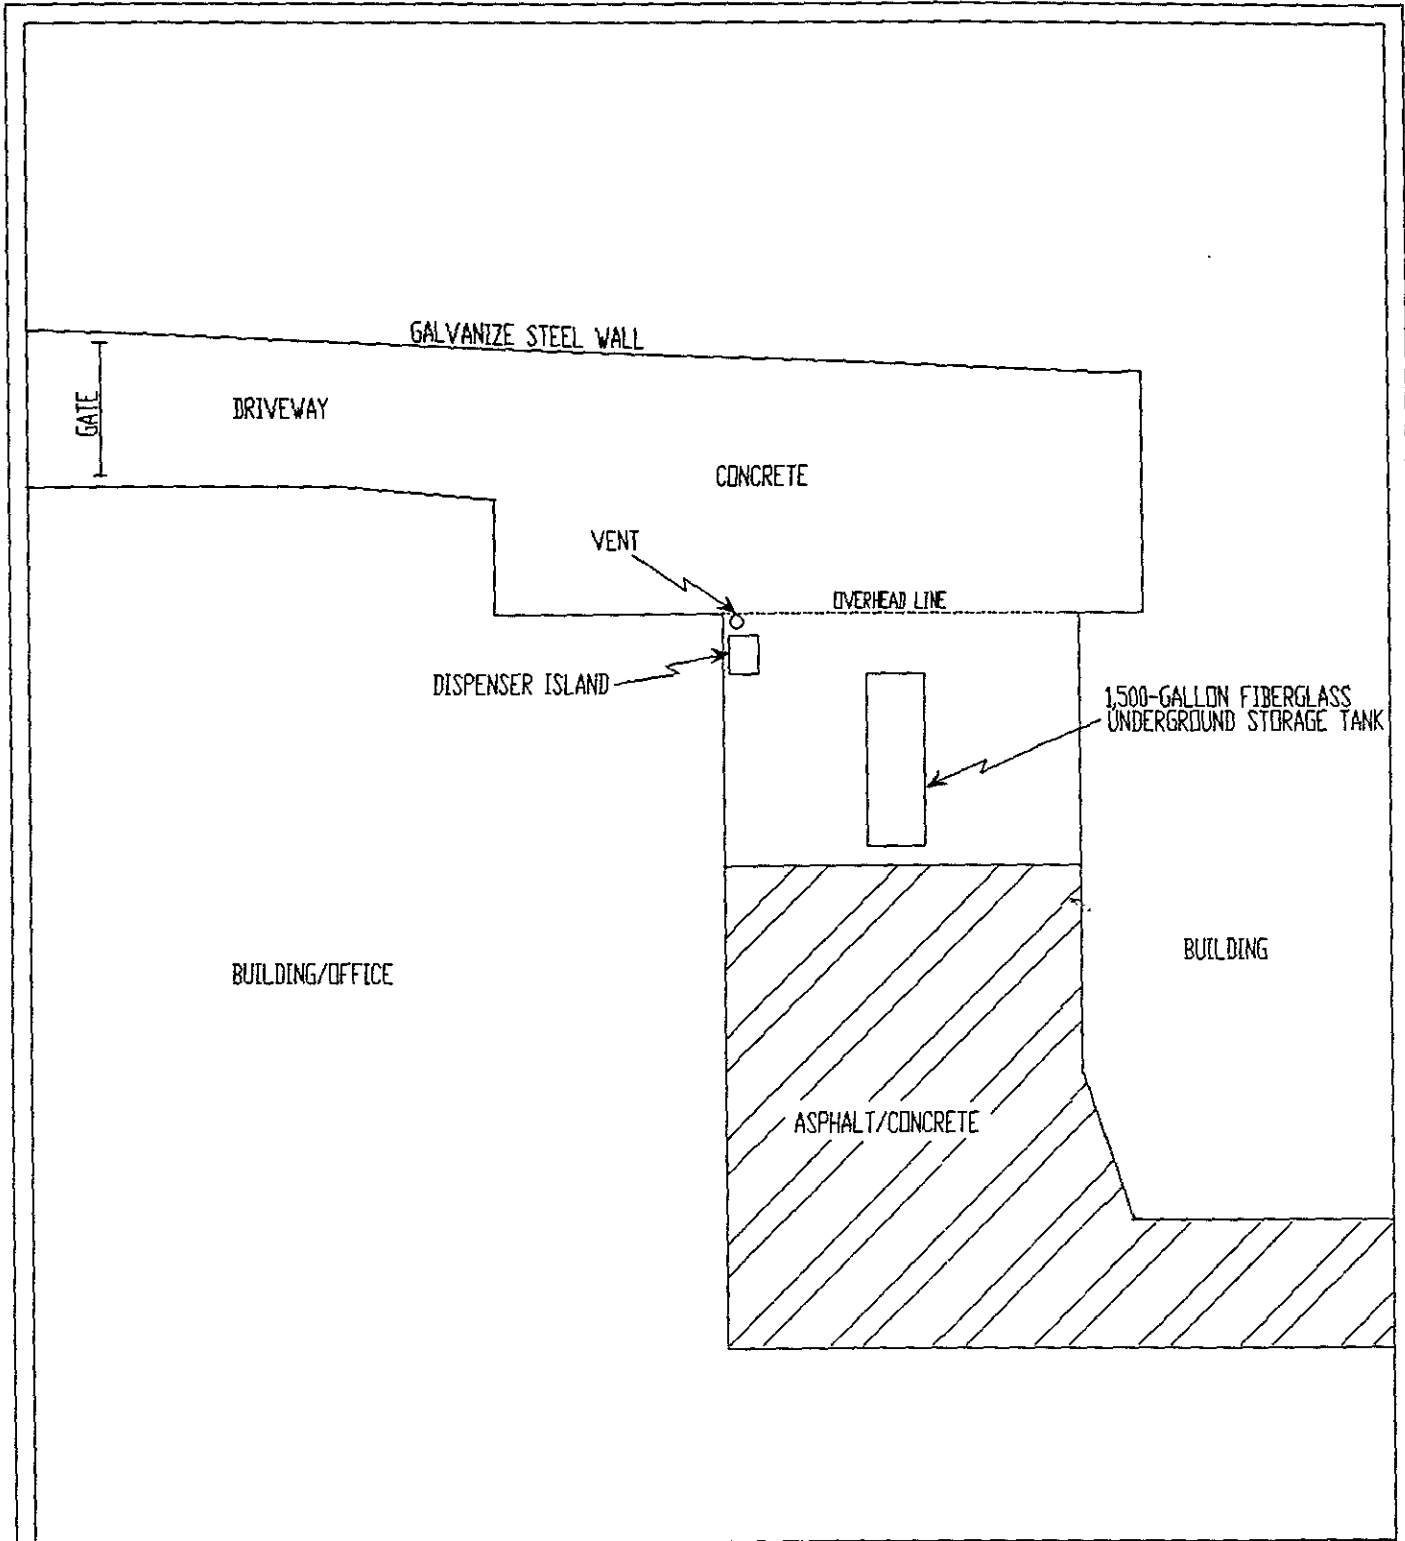 GALVANIZE STEEL WALL
GATE
DRIVEWAY
CONCRETE
VENT
OVERHEAD LINE
DISPENSER ISLAND
1,500-GALLON FIBERGLASS
UNDERGROUND STORAGE TANK
BUILDING/OFFICE
BUILDING
ASPHALT/CONCRETE